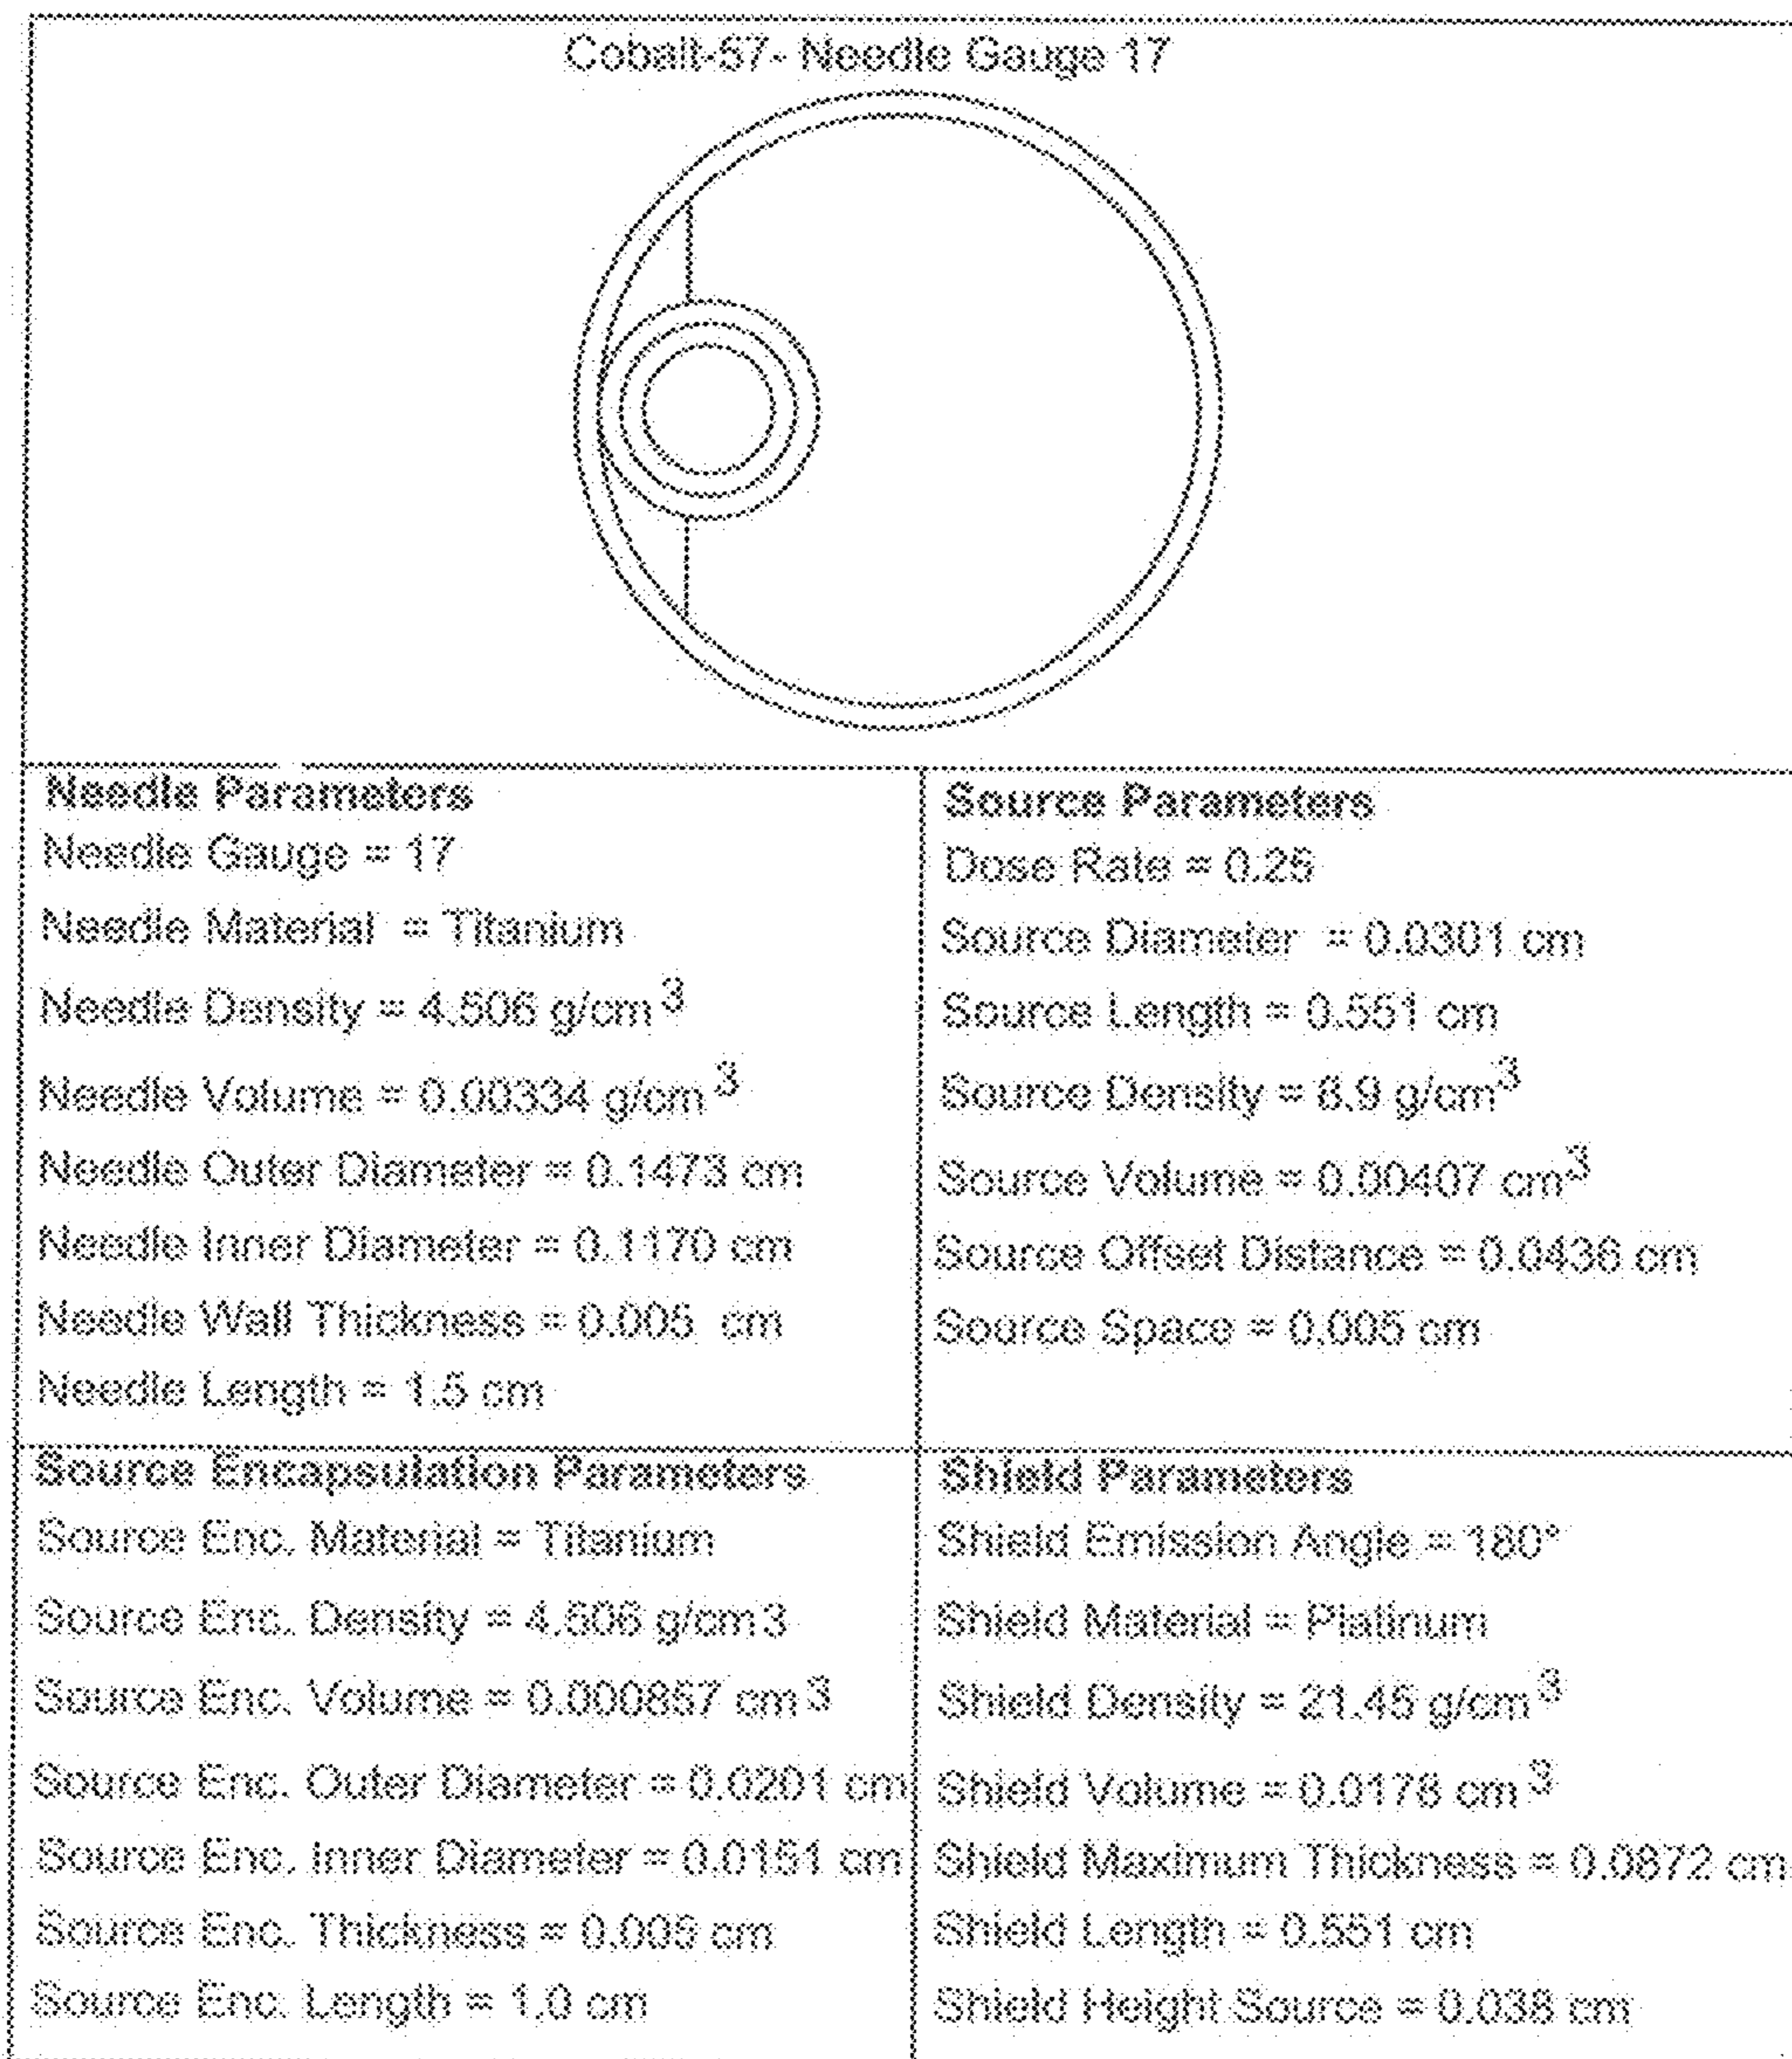 Cobalt-57- Needle Gauge 17
Needle Parameters
Needle Gauge = 17
Needle Material = Titanium
Needle Density = 4.506 g/cm3
Needle Volume = 0.00334 g/cm3
Needle Outer Diameter = 0.1473 cm
Needle Inner Diameter = 0.1170 cm
Needle Wall Thickness = 0.005 cm
Needle Length = 1.5 cm
Source Parameters
Dose Rate = 0.25
Source Diameter = 0.0301 cm
Source Length = 0.551 cm
Source Density = 8.9 g/cm3
Source Volume = 0.00407 cm3
Source Offset Distance = 0.0436 cm
Source Space = 0.005 cm
Source Encapsulation Parameters
Source Enc. Material = Titanium
Source Enc. Density = 4.506 g/cm3
Source Enc. Volume = 0.000857 cm3
Source Enc. Outer Diameter = 0.0201 cm
Source Enc. Inner Diameter = 0.0151 cm
Source Enc. Thickness = 0.005 cm
Source Enc. Length = 1.0 cm
Shield Parameters
Shield Emission Angle = 180°
Shield Material = Platinum
Shield Density = 21.45 g/cm3
Shield Volume = 0.0178 cm3
Shield Maximum Thickness = 0.0872 cm
Shield Length = 0.551 cm
Shield Height Source = 0.038 cm